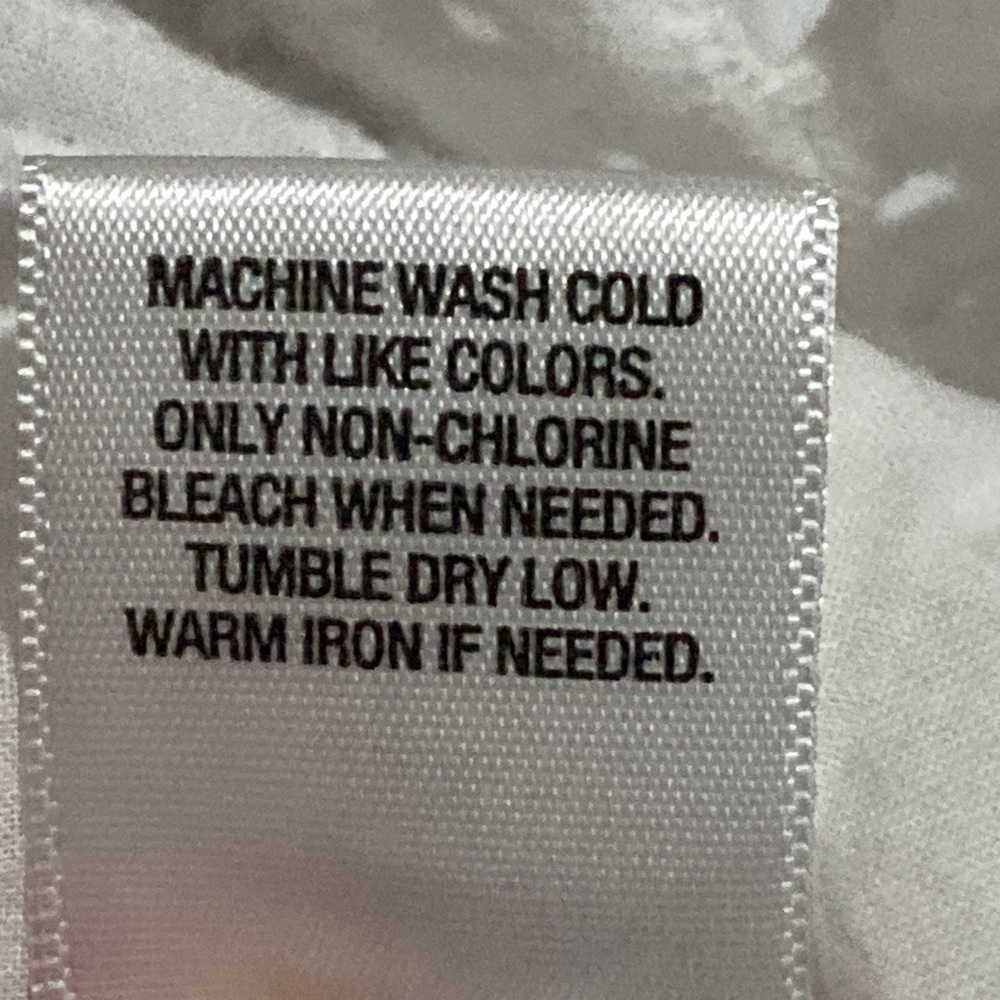 MACHINE WASH COLD
WITH LIKE COLORS.
ONLY NON-CHLORINE
BLEACH WHEN NEEDED.
TUMBLE DRY LOW.
WARM IRON IF NEEDED.